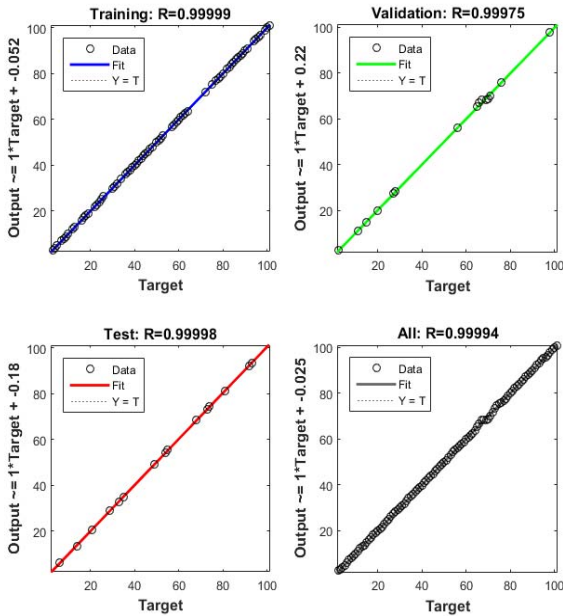 Training: R=0.99999
Output ~= 1*Target + -0.052
100
80
60
40
20
Data
Fit
Y = T
20 40 60 80 100
Target
Validation: R=0.99975
Output ~= 1*Target + 0.22
100
80
60
40
20
Data
Fit
Y = T
20 40 60 80 100
Target
Test: R=0.99998
Output ~= 1*Target + -0.18
100
80
60
40
20
Data
Fit
Y = T
20 40 60 80 100
Target
All: R=0.99994
Output ~= 1*Target + -0.025
100
80
60
40
20
Data
Fit
Y = T
20 40 60 80 100
Target